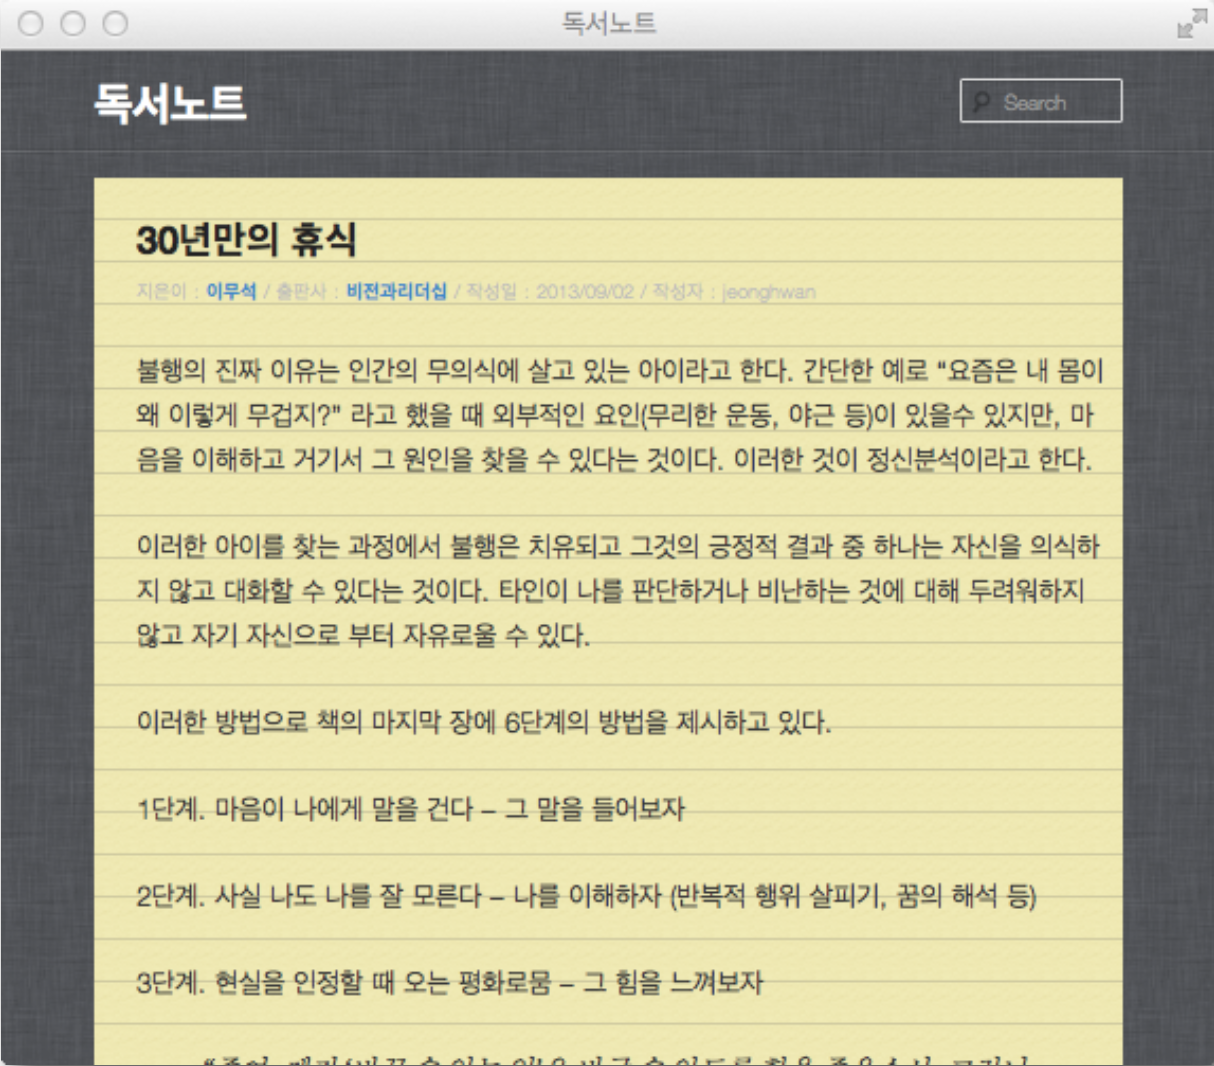 독서노트
독서노트
Search
30년만의 휴식
지은이 : 이무석 / 출판사 : 비전과리더십 / 작성일 : 2013/09/02 / 작성자 : jeonghwan
불행의 진짜 이유는 인간의 무의식에 살고 있는 아이라고 한다. 간단한 예로 “요즘은 내 몸이
왜 이렇게 무겁지?” 라고 했을 때 외부적인 요인(무리한 운동, 야근 등)이 있을수 있지만, 마
음을 이해하고 거기서 그 원인을 찾을 수 있다는 것이다. 이러한 것이 정신분석이라고 한다.
이러한 아이를 찾는 과정에서 불행은 치유되고 그것의 긍정적 결과 중 하나는 자신을 의식하
지 않고 대화할 수 있다는 것이다. 타인이 나를 판단하거나 비난하는 것에 대해 두려워하지
않고 자기 자신으로 부터 자유로울 수 있다.
이러한 방법으로 책의 마지막 장에 6단계의 방법을 제시하고 있다.
1단계. 마음이 나에게 말을 건다 – 그 말을 들어보자
2단계. 사실 나도 나를 잘 모른다 – 나를 이해하자 (반복적 행위 살피기, 꿈의 해석 등)
3단계. 현실을 인정할 때 오는 평화로뭄 – 그 힘을 느껴보자